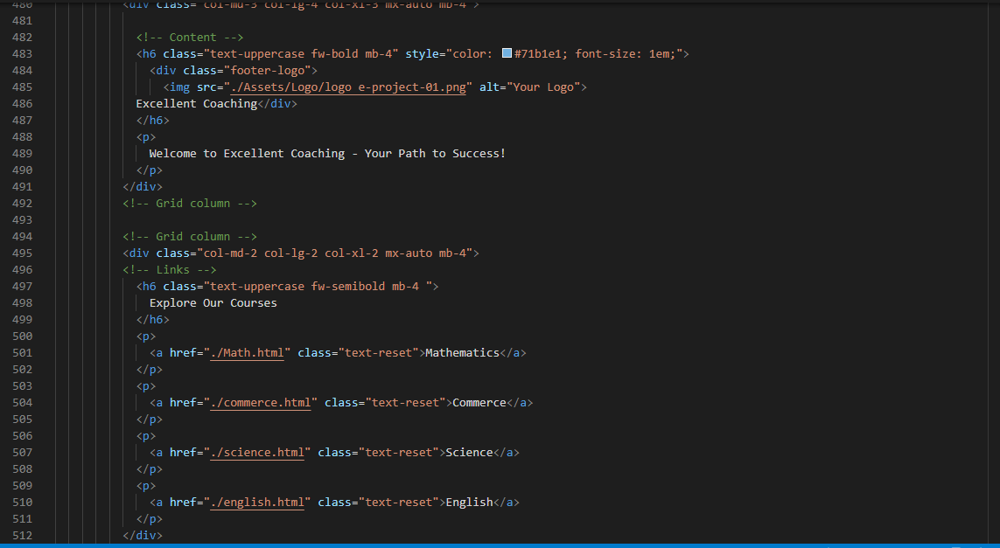 480 <div class="col-md-3 col-lg-4 col-xl-3 mx-auto mb-4">
481
482 <!-- Content -->
483 <h6 class="text-uppercase fw-bold mb-4" style="color: #71b1e1; font-size: 1em;">
484 <div class="footer-logo">
485 <img src="./Assets/Logo/logo e-project-01.png" alt="Your Logo">
486 Excellent Coaching</div>
487 </h6>
488 <p>
489 Welcome to Excellent Coaching - Your Path to Success!
490 </p>
491 </div>
492 <!-- Grid column -->
493
494 <!-- Grid column -->
495 <div class="col-md-2 col-lg-2 col-xl-2 mx-auto mb-4">
496 <!-- Links -->
497 <h6 class="text-uppercase fw-semibold mb-4 ">
498 Explore Our Courses
499 </h6>
500 <p>
501 <a href="./Math.html" class="text-reset">Mathematics</a>
502 </p>
503 <p>
504 <a href="./commerce.html" class="text-reset">Commerce</a>
505 </p>
506 <p>
507 <a href="./science.html" class="text-reset">Science</a>
508 </p>
509 <p>
510 <a href="./english.html" class="text-reset">English</a>
511 </p>
512 </div>